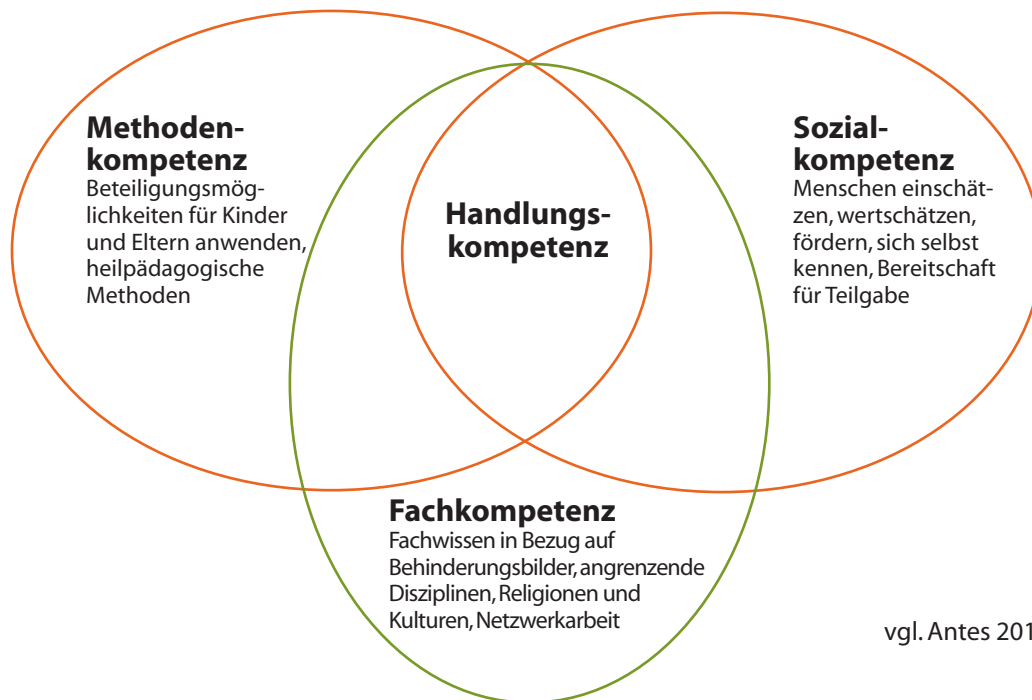 Methoden-
kompetenz
Beteiligungsmög-
lichkeiten für Kinder
und Eltern anwenden,
heilpädagogische
Methoden
Handlungs-
kompetenz
Sozial-
kompetenz
Menschen einschät-
zen, wertschätzen,
fördern, sich selbst
kennen, Bereitschaft
für Teilgabe
Fachkompetenz
Fachwissen in Bezug auf
Behinderungsbilder, angrenzende
Disziplinen, Religionen und
Kulturen, Netzwerkarbeit
vgl. Antes 201